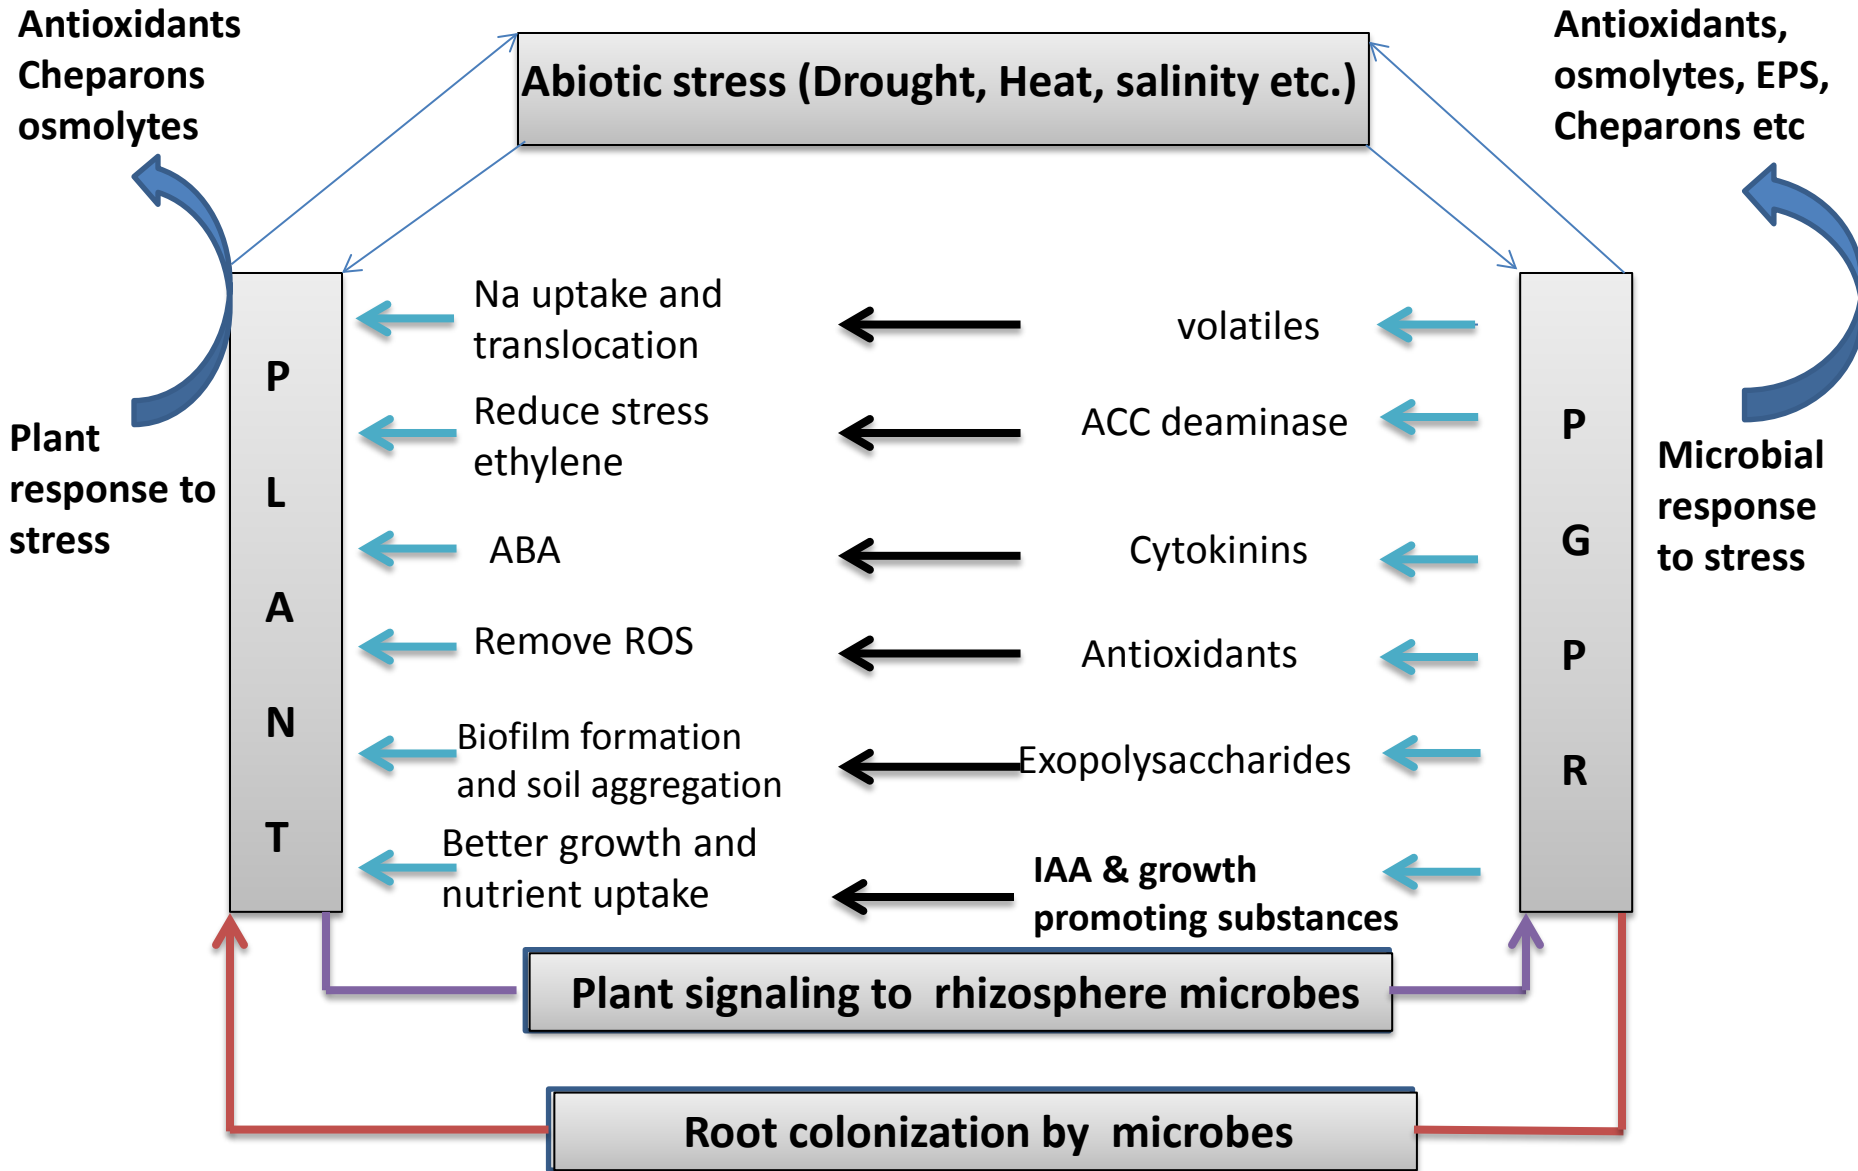 Antioxidants
Cheparons
osmolytes
Abiotic stress (Drought, Heat, salinity etc.)
Antioxidants,
osmolytes, EPS,
Cheparons etc
Plant
response to
stress
P
L
A
N
T
Na uptake and
translocation
volatiles
Reduce stress
ethylene
ACC deaminase
ABA
Cytokinins
Remove ROS
Antioxidants
Biofilm formation
and soil aggregation
Exopolysaccharides
Better growth and
nutrient uptake
IAA & growth
promoting substances
P
G
P
R
Microbial
response
to stress
Plant signaling to rhizosphere microbes
Root colonization by microbes